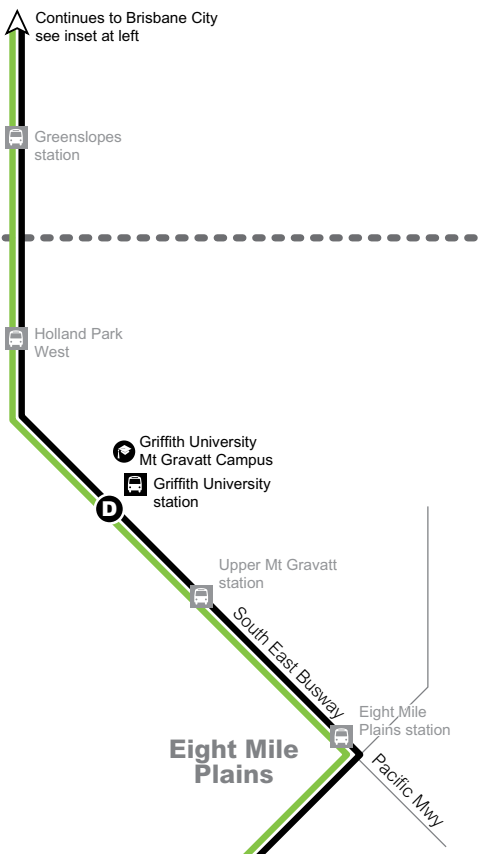 Continues to Brisbane City
see inset at left
Greenslopes
station
Holland Park
West
Griffith University
Mt Gravatt Campus
Griffith University
station
D
Upper Mt Gravatt
station
South East Busway
Eight Mile
Plains station
Eight Mile
Plains
Pacific Mwy